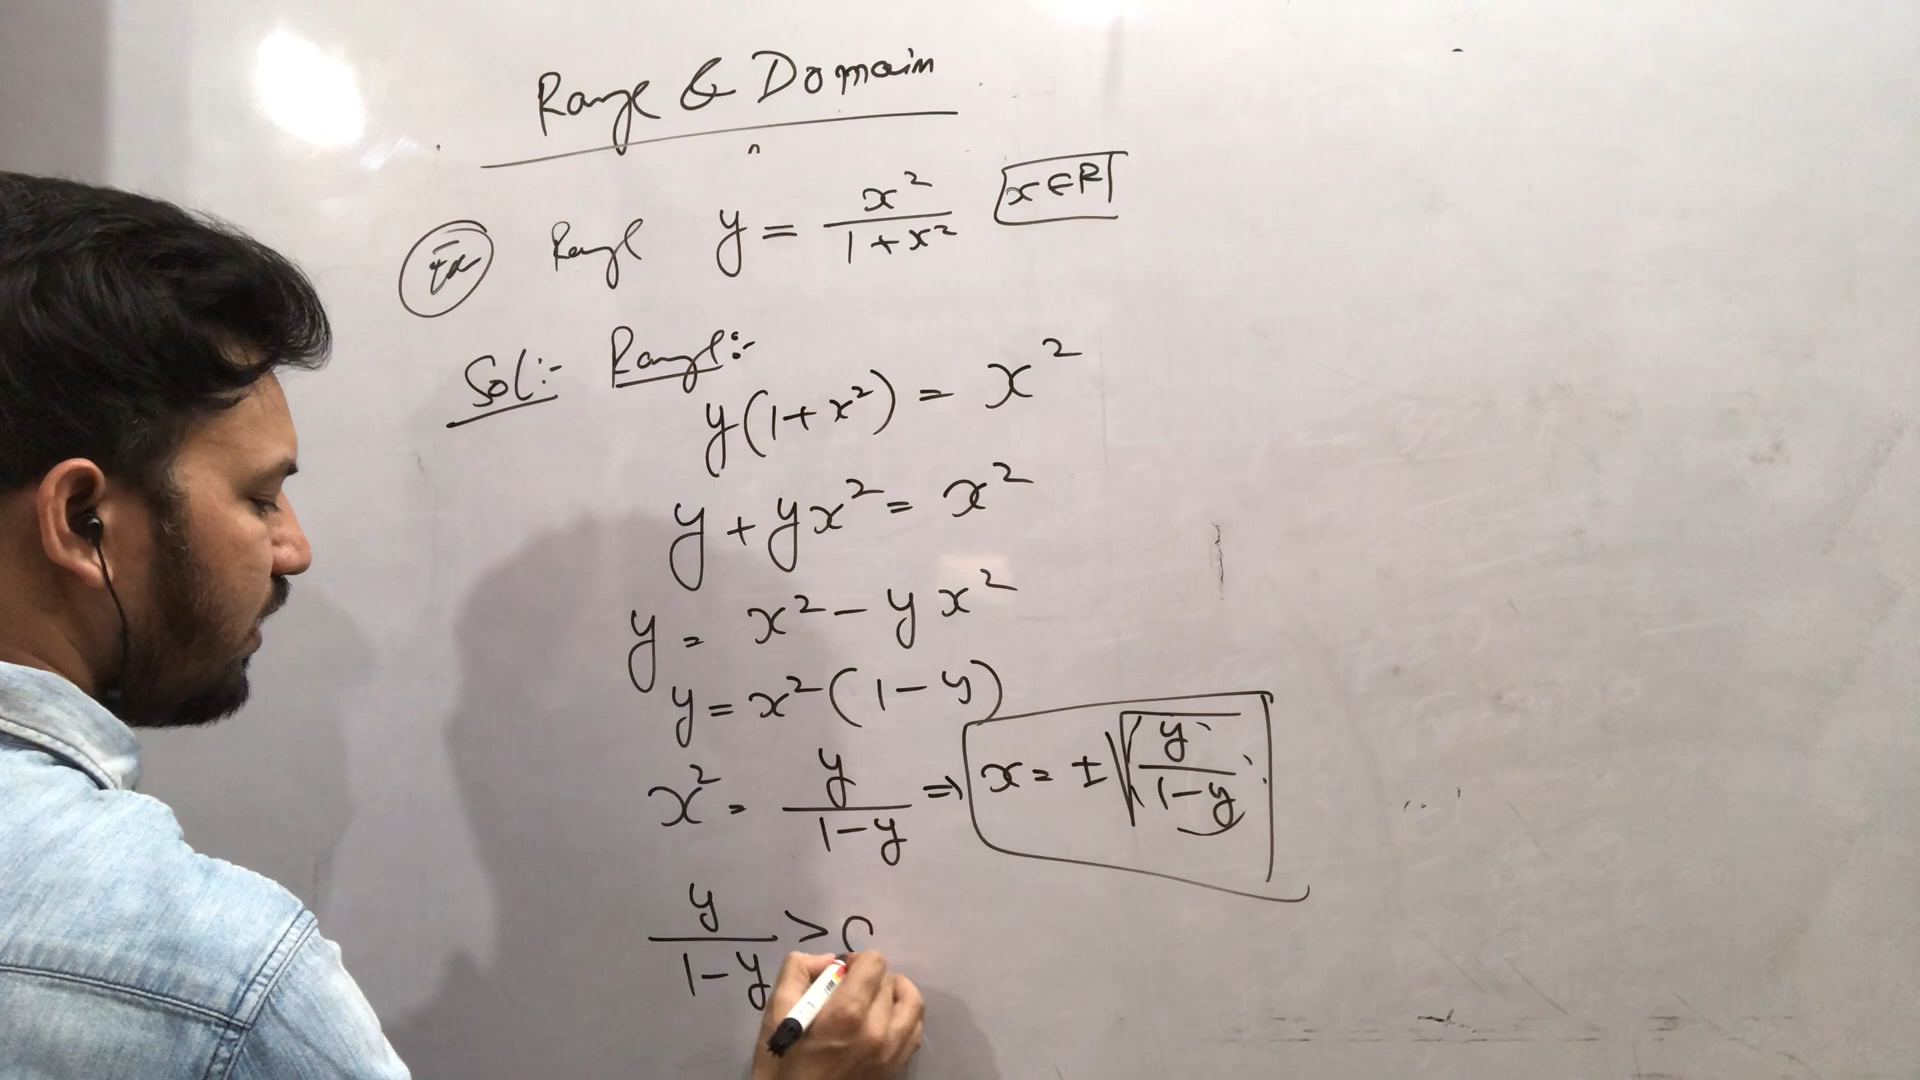 Range & Domain
Ex Range y = x²/(1+x²) x∈R
Sol:- Range:-
y(1+x²) = x²
y + yx² = x²
y = x² - yx²
y = x²(1-y)
x² = y/(1-y) ⇒ x = ±√(y/(1-y))
y/(1-y) > 0